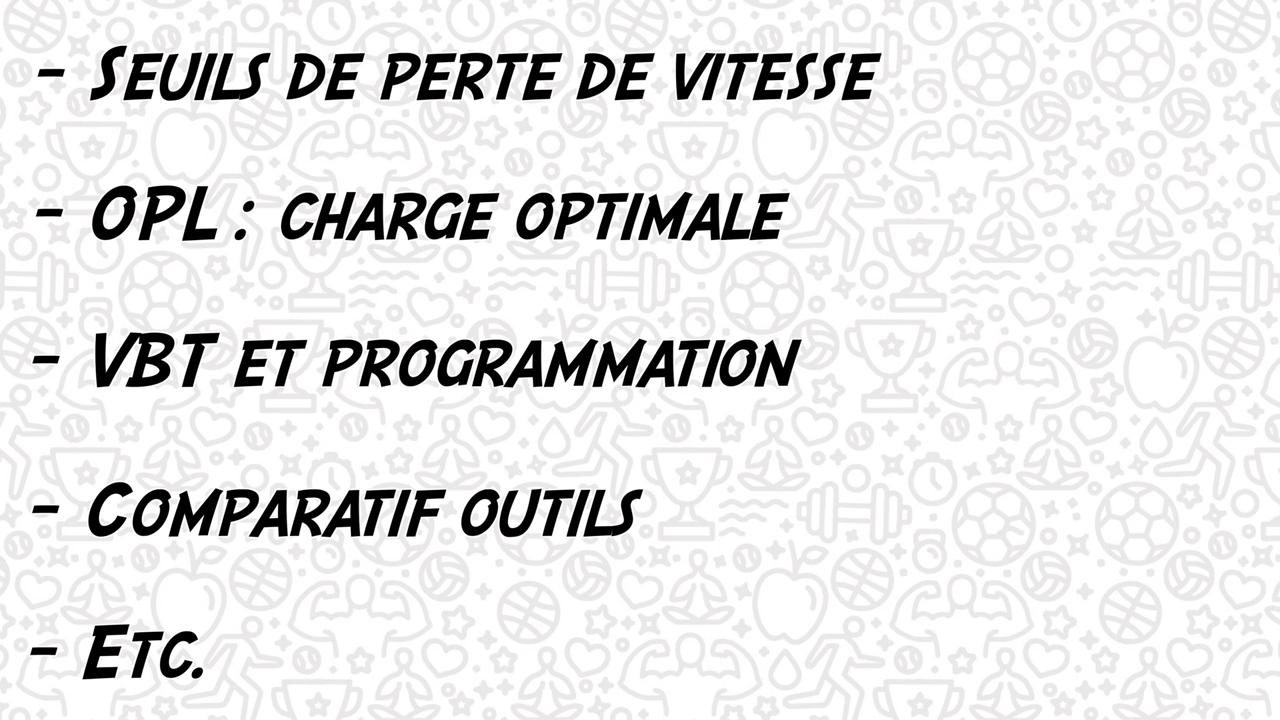 - Seuils de perte de vitesse
- OPL : charge optimale
- VBT et programmation
- Comparatif outils
- Etc.